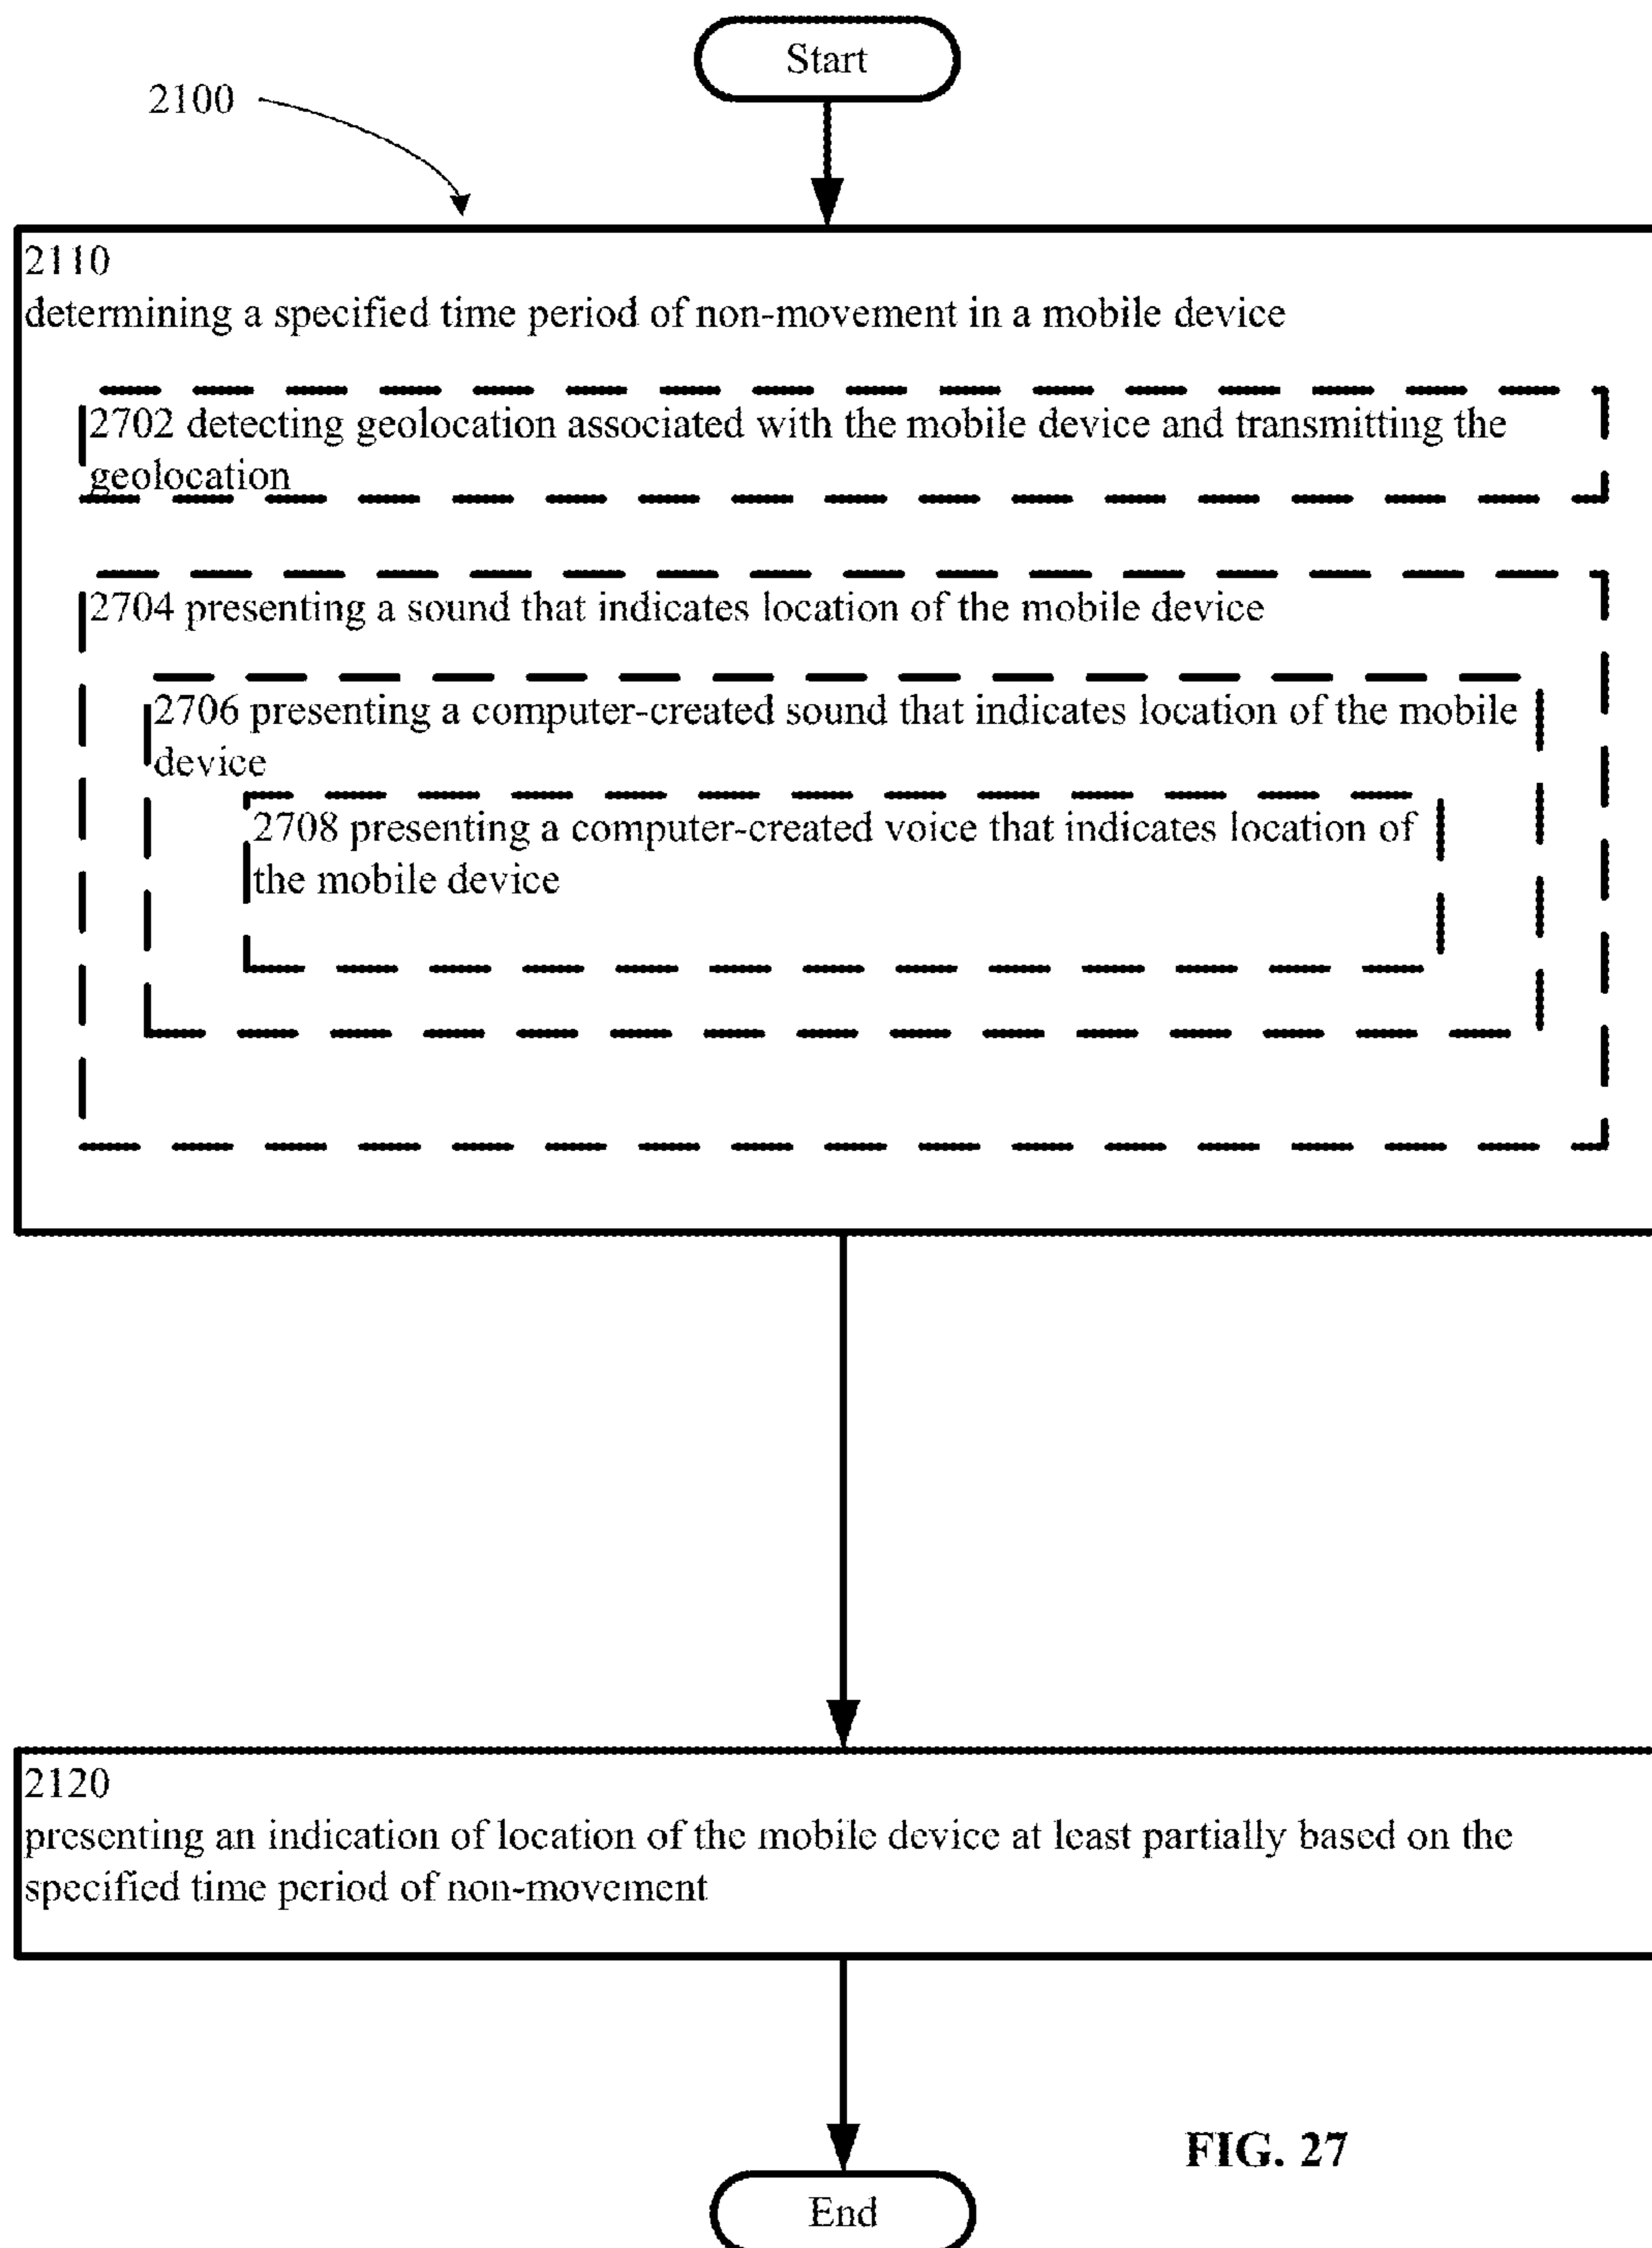 Start
2100
2110
determining a specified time period of non-movement in a mobile device
2702 detecting geolocation associated with the mobile device and transmitting the
geolocation
2704 presenting a sound that indicates location of the mobile device
2706 presenting a computer-created sound that indicates location of the mobile
device
2708 presenting a computer-created voice that indicates location of
the mobile device
2120
presenting an indication of location of the mobile device at least partially based on the
specified time period of non-movement
FIG. 27
End